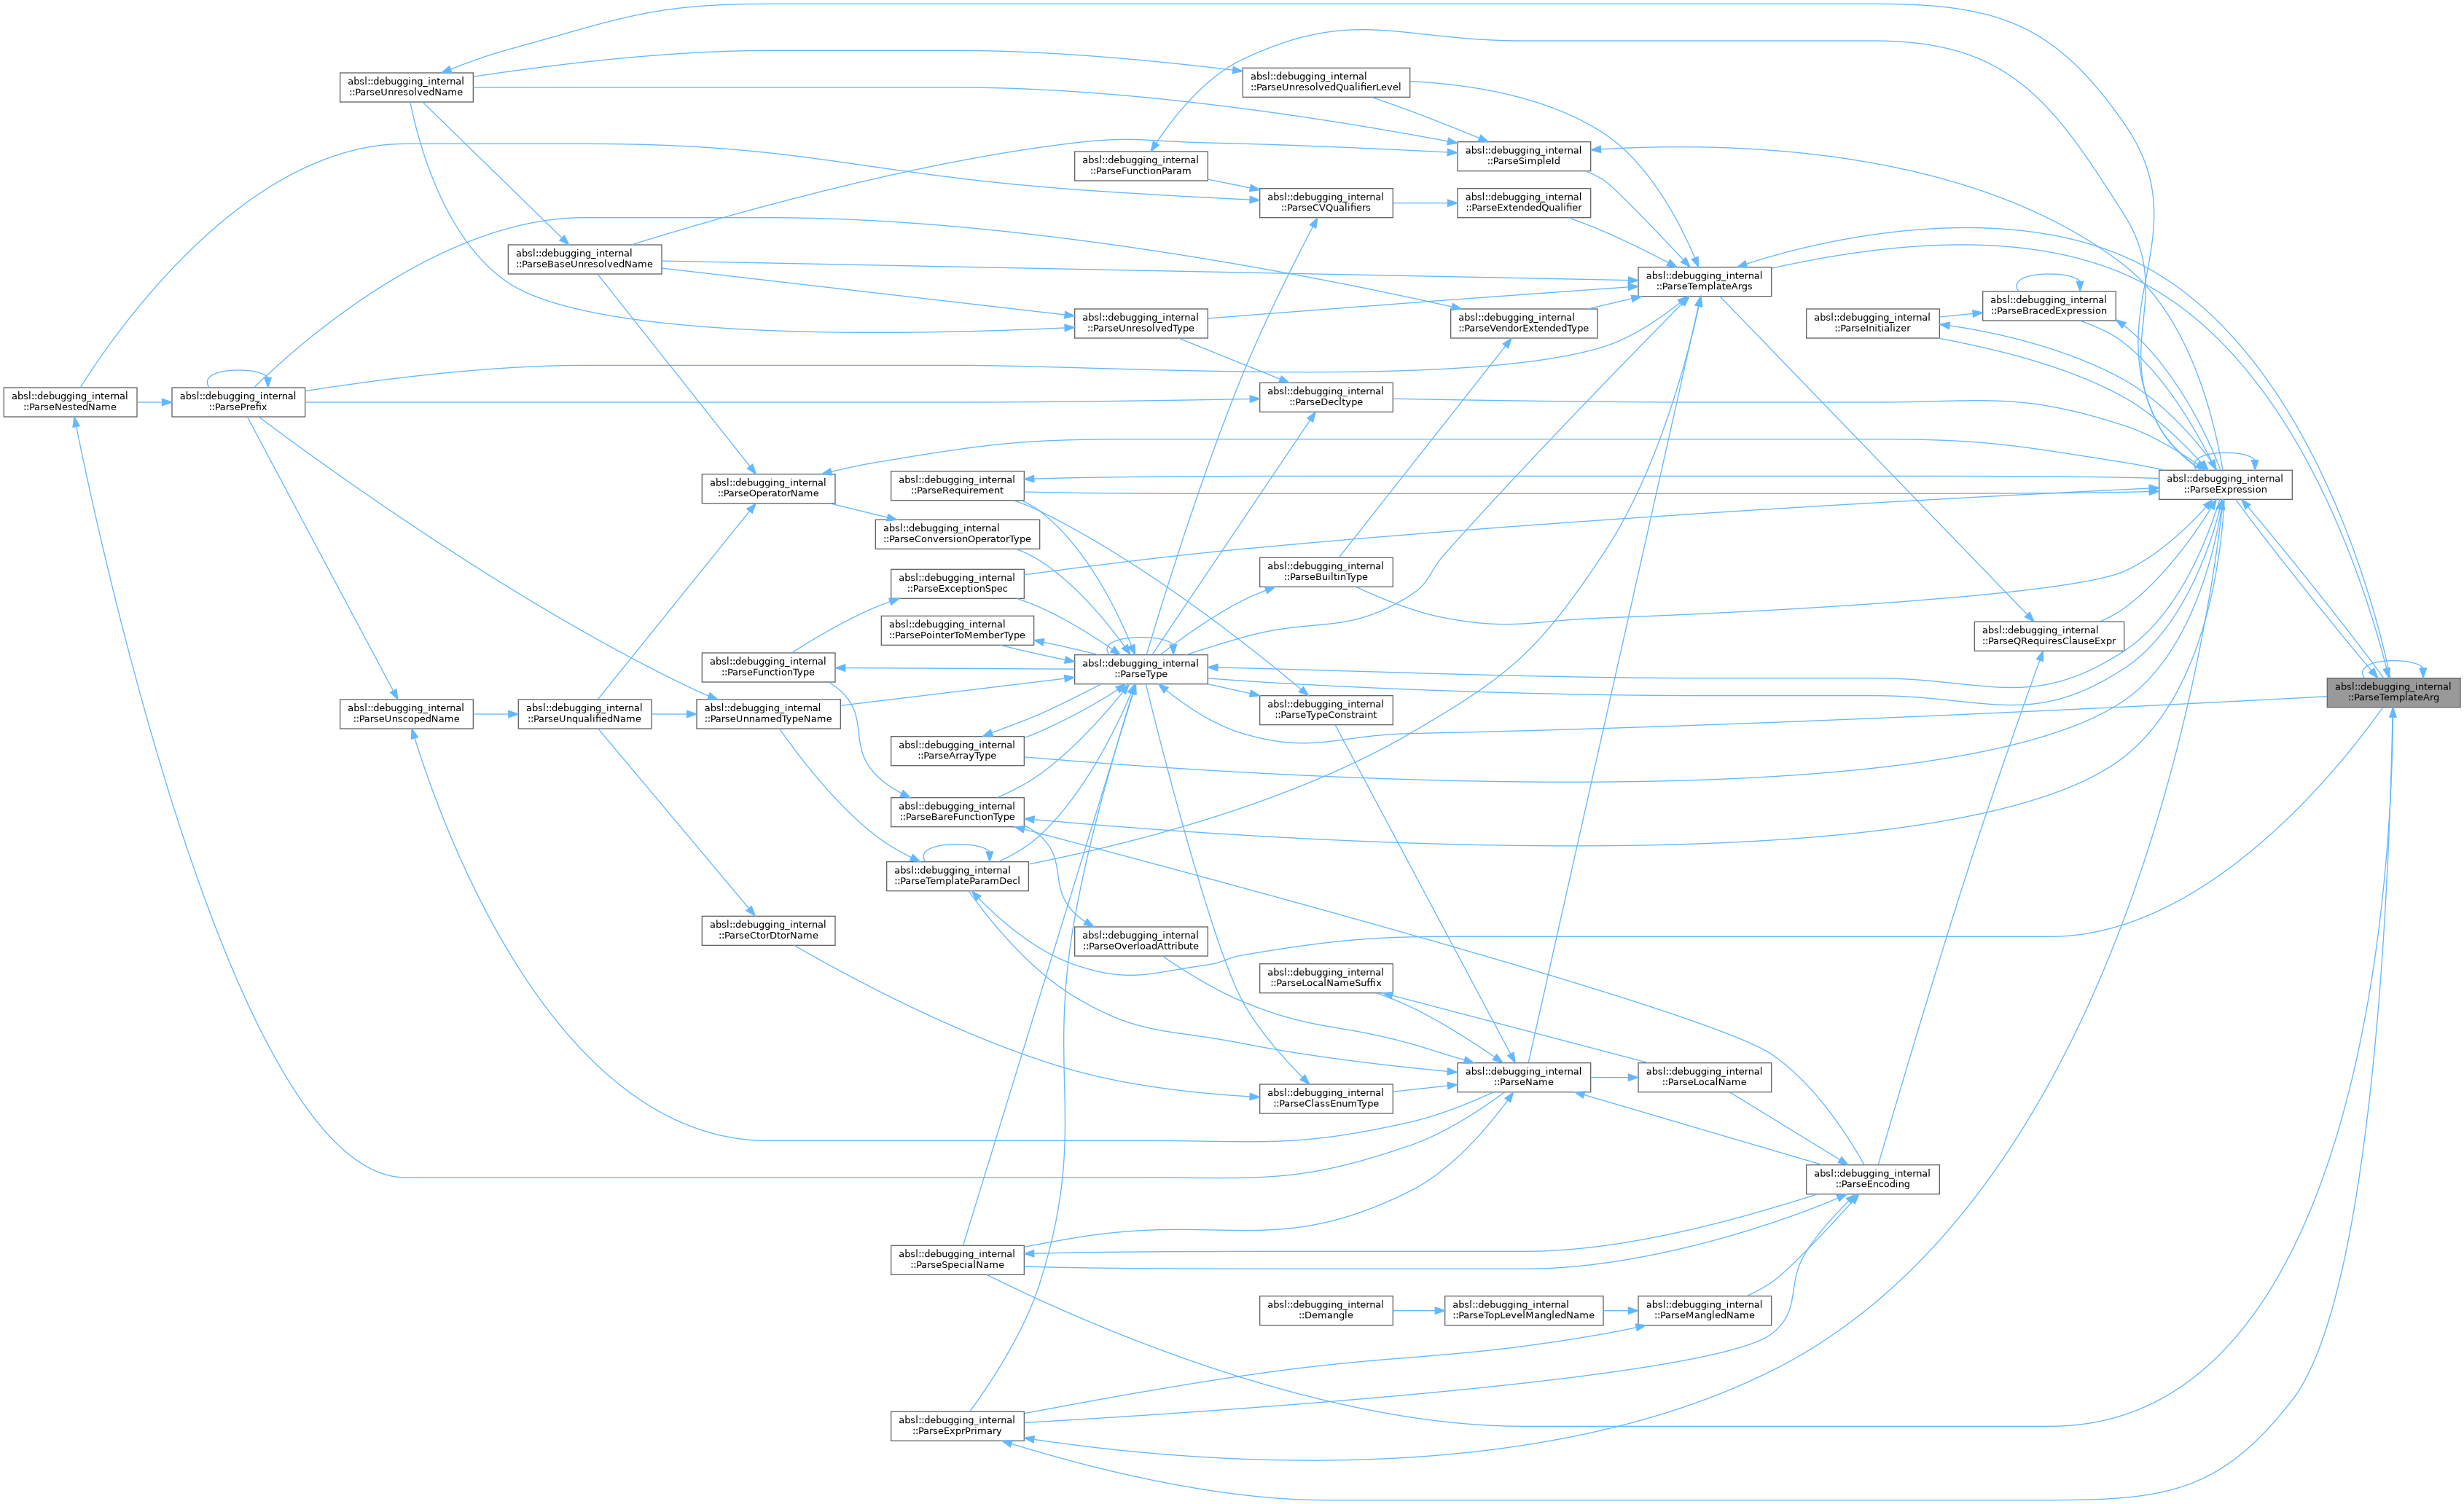 absl::debugging_internal
::ParseUnresolvedName
absl::debugging_internal
::ParseUnresolvedQualifierLevel
absl::debugging_internal
::ParseSimpleId
absl::debugging_internal
::ParseFunctionParam
absl::debugging_internal
::ParseCVQualifiers
absl::debugging_internal
::ParseExtendedQualifier
absl::debugging_internal
::ParseBaseUnresolvedName
absl::debugging_internal
::ParseTemplateArgs
absl::debugging_internal
::ParseBracedExpression
absl::debugging_internal
::ParseUnresolvedType
absl::debugging_internal
::ParseVendorExtendedType
absl::debugging_internal
::ParseInitializer
absl::debugging_internal
::ParseNestedName
absl::debugging_internal
::ParsePrefix
absl::debugging_internal
::ParseDecltype
absl::debugging_internal
::ParseOperatorName
absl::debugging_internal
::ParseRequirement
absl::debugging_internal
::ParseExpression
absl::debugging_internal
::ParseConversionOperatorType
absl::debugging_internal
::ParseExceptionSpec
absl::debugging_internal
::ParseBuiltinType
absl::debugging_internal
::ParsePointerToMemberType
absl::debugging_internal
::ParseQRequiresClauseExpr
absl::debugging_internal
::ParseFunctionType
absl::debugging_internal
::ParseType
absl::debugging_internal
::ParseTemplateArg
absl::debugging_internal
::ParseUnscopedName
absl::debugging_internal
::ParseUnqualifiedName
absl::debugging_internal
::ParseUnnamedTypeName
absl::debugging_internal
::ParseTypeConstraint
absl::debugging_internal
::ParseArrayType
absl::debugging_internal
::ParseBareFunctionType
absl::debugging_internal
::ParseTemplateParamDecl
absl::debugging_internal
::ParseCtorDtorName
absl::debugging_internal
::ParseOverloadAttribute
absl::debugging_internal
::ParseLocalNameSuffix
absl::debugging_internal
::ParseName
absl::debugging_internal
::ParseLocalName
absl::debugging_internal
::ParseClassEnumType
absl::debugging_internal
::ParseEncoding
absl::debugging_internal
::ParseSpecialName
absl::debugging_internal
::Demangle
absl::debugging_internal
::ParseTopLevelMangledName
absl::debugging_internal
::ParseMangledName
absl::debugging_internal
::ParseExprPrimary